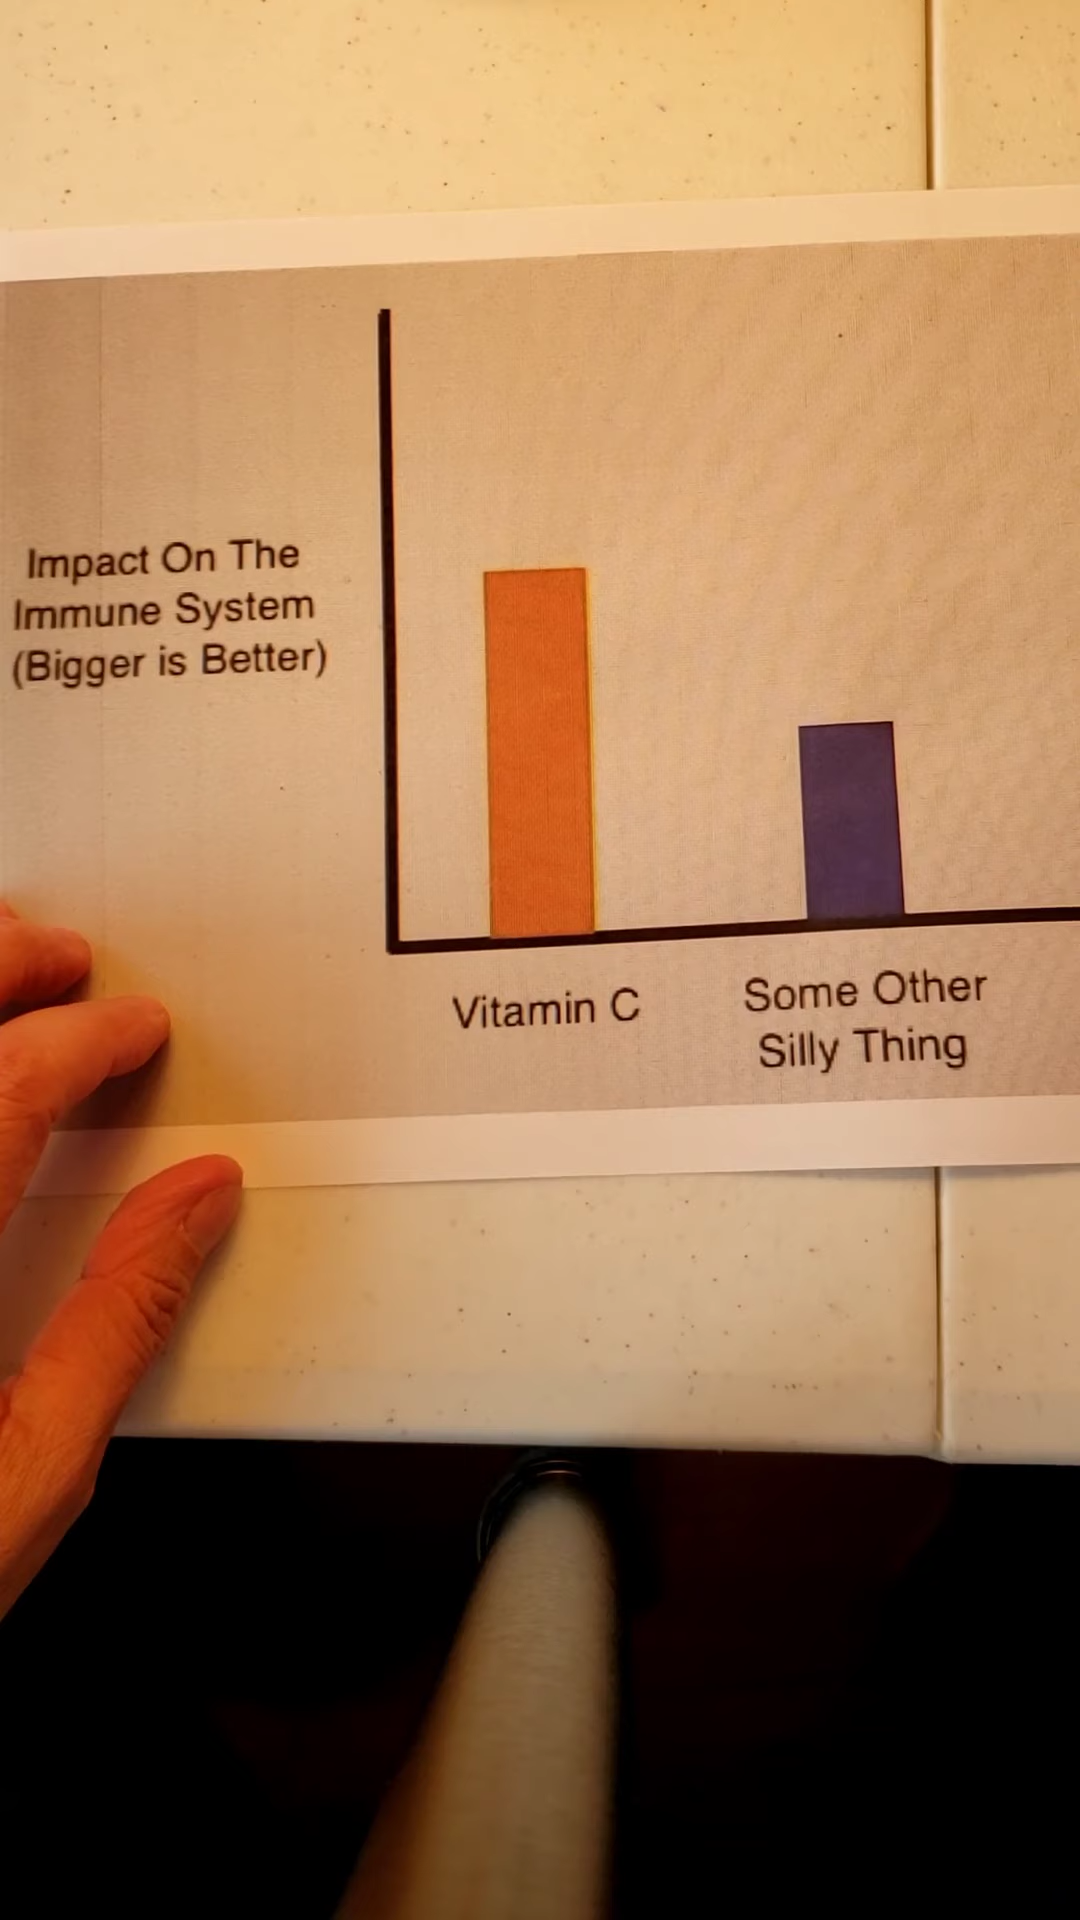 Impact On The
Immune System
(Bigger is Better)
Vitamin C
Some Other
Silly Thing